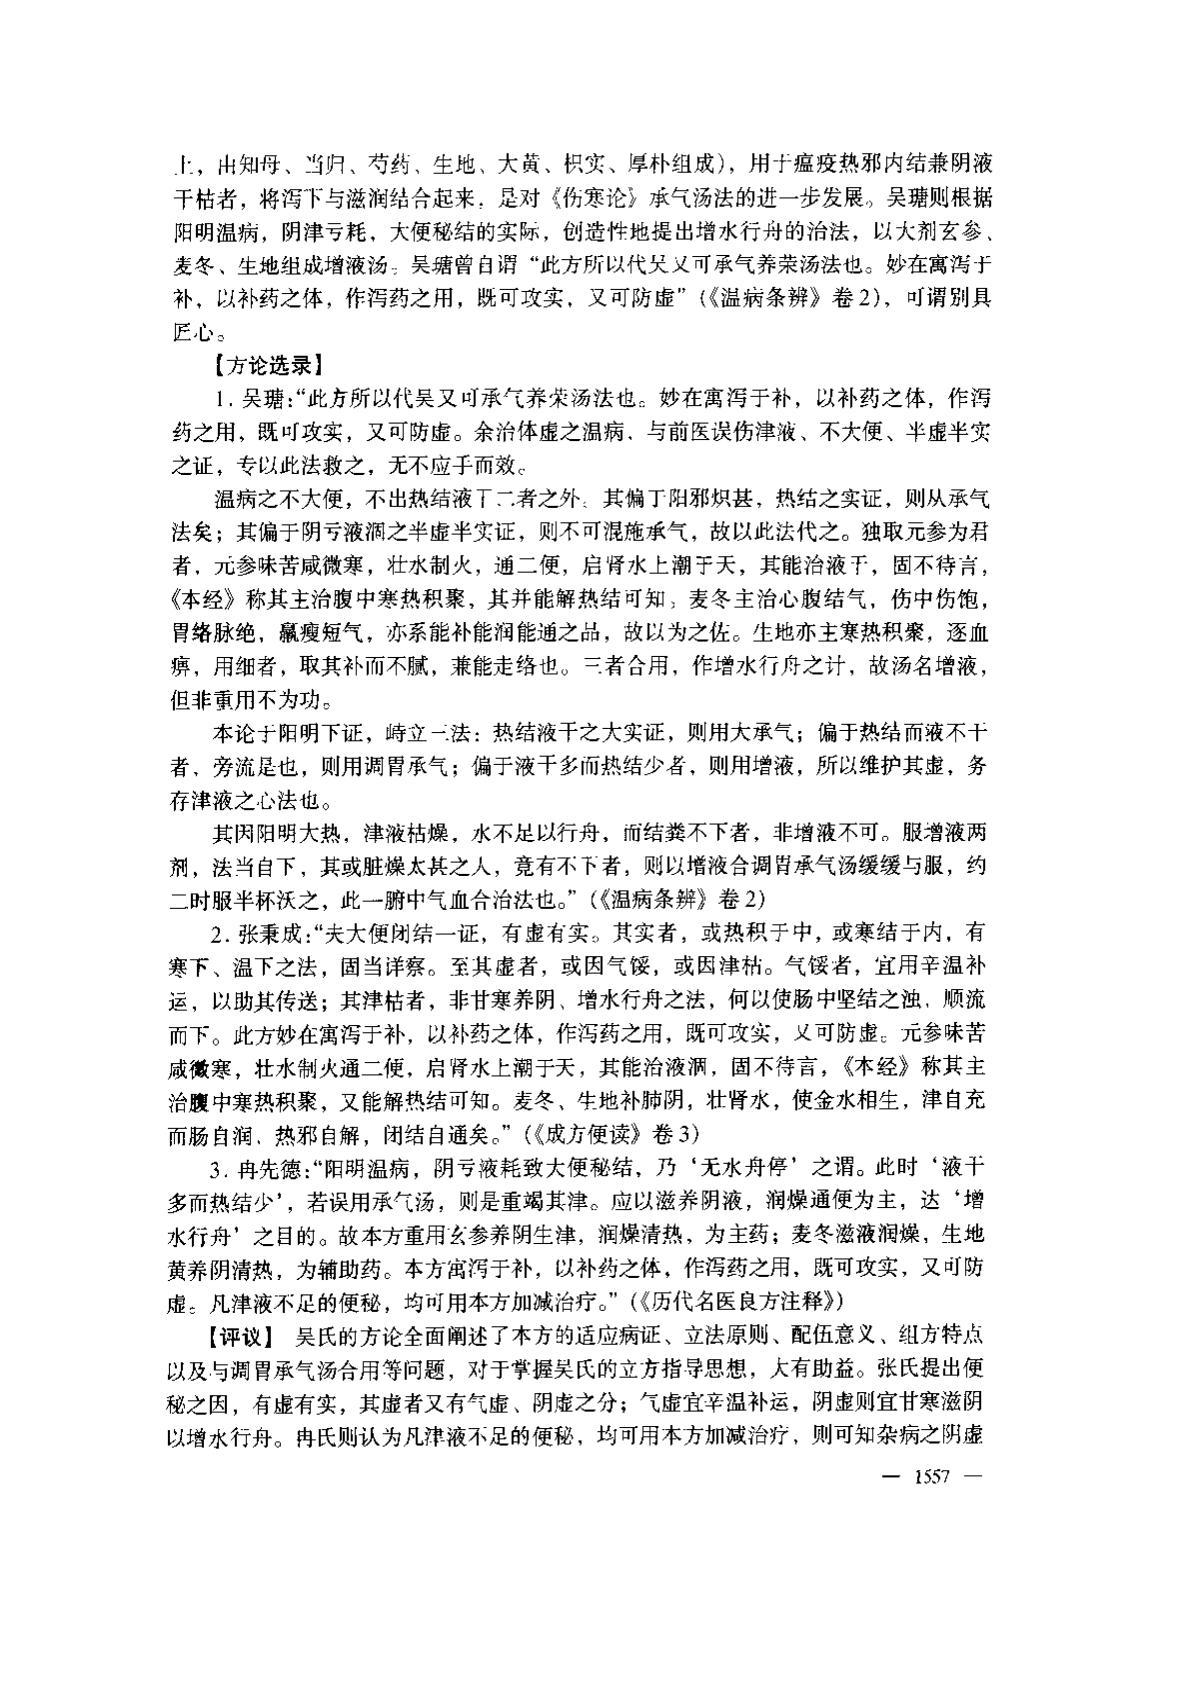 上，由知母、当归、芍药、生地、大黄、枳实、厚朴组成），用于瘟疫热邪内结兼阴液
干枯者，将泻下与滋润结合起来，是对《伤寒论》承气汤法的进一步发展。吴瑭则根据
阳明温病，阴津亏耗，大便秘结的实际，创造性地提出增水行舟的治法，以大剂玄参、
麦冬、生地组成增液汤。吴瑭曾自谓“此方所以代吴又可承气养荣汤法也。妙在寓泻于
补，以补药之体，作泻药之用，既可攻实，又可防虚”（《温病条辨》卷2），可谓别具
匠心。
【方论选录】
1. 吴瑭：“此方所以代吴又可承气养荣汤法也。妙在寓泻于补，以补药之体，作泻
药之用，既可攻实，又可防虚。余治体虚之温病，与前医误伤津液、不大便、半虚半实
之证，专以此法救之，无不应手而效。
温病之不大便，不出热结液干二者之外。其偏于阳邪炽甚，热结之实证，则从承气
法矣；其偏于阴亏液涸之半虚半实证，则不可混施承气，故以此法代之。独取元参为君
者，元参味苦咸微寒，壮水制火，通二便，启肾水上潮于天，其能治液干，固不待言，
《本经》称其主治腹中寒热积聚，其并能解热结可知。麦冬主治心腹结气，伤中伤饱，
胃络脉绝，羸瘦短气，亦系能补能润能通之品，故以为之佐。生地亦主寒热积聚，逐血
痹，用细者，取其补而不腻，兼能走络也。三者合用，作增水行舟之计，故汤名增液，
但非重用不为功。
本论于阳明下证，峙立三法：热结液干之大实证，则用大承气；偏于热结而液不干
者，旁流是也，则用调胃承气；偏于液干多而热结少者，则用增液，所以维护其虚，务
存津液之心法也。
其因阳明大热，津液枯燥，水不足以行舟，而结粪不下者，非增液不可。服增液两
剂，法当自下，其或脏燥太甚之人，竟有不下者，则以增液合调胃承气汤缓缓与服，约
二时服半杯沃之，此一腑中气血合治法也。”（《温病条辨》卷2）
2. 张秉成：“夫大便闭结一证，有虚有实。其实者，或热积于中，或寒结于内，有
寒下、温下之法，固当详察。至其虚者，或因气馁，或因津枯。气馁者，宜用辛温补
运，以助其传送；其津枯者，非甘寒养阴、增水行舟之法，何以使肠中坚结之浊，顺流
而下。此方妙在寓泻于补，以补药之体，作泻药之用，既可攻实，又可防虚。元参味苦
咸微寒，壮水制火通二便，启肾水上潮于天，其能治液涸，固不待言，《本经》称其主
治腹中寒热积聚，又能解热结可知。麦冬、生地补肺阴，壮肾水，使金水相生，津自充
而肠自润，热邪自解，闭结自通矣。”（《成方便读》卷3）
3. 冉先德：“阳明温病，阴亏液耗致大便秘结，乃‘无水舟停’之谓。此时‘液干
多而热结少’，若误用承气汤，则是重竭其津。应以滋养阴液，润燥通便为主，达‘增
水行舟’之目的。故本方重用玄参养阴生津，润燥清热，为主药；麦冬滋液润燥，生地
黄养阴清热，为辅助药。本方寓泻于补，以补药之体，作泻药之用，既可攻实，又可防
虚。凡津液不足的便秘，均可用本方加减治疗。”（《历代名医良方注释》）
【评议】 吴氏的方论全面阐述了本方的适应病证、立法原则、配伍意义、组方特点
以及与调胃承气汤合用等问题，对于掌握吴氏的立方指导思想，大有助益。张氏提出便
秘之因，有虚有实，其虚者又有气虚、阴虚之分；气虚宜辛温补运，阴虚则宜甘寒滋阴
以增水行舟。冉氏则认为凡津液不足的便秘，均可用本方加减治疗，则可知杂病之阴虚
— 1557 —